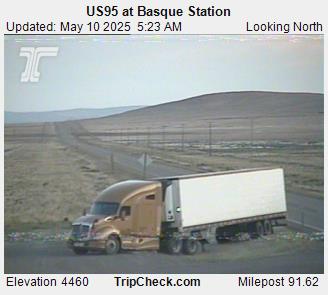 US95 at Basque Station
Updated: May 10 2025 5:23 AM Looking North
Elevation 4460 TripCheck.com Milepost 91.62